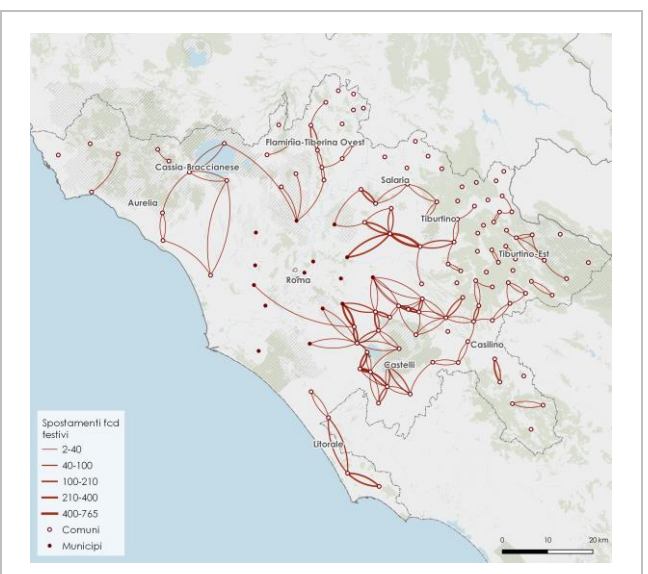 Flaminia-Tiberina Ovest
Cassia-Braccianese
Salaria
Aurelia
Tiburtino
Tiburtino-Est
Roma
Casilino
Castelli
Litorale
Spostamenti fcd
festivi
2-40
40-100
100-210
210-400
400-765
Comuni
Municipi
0 10 20 km